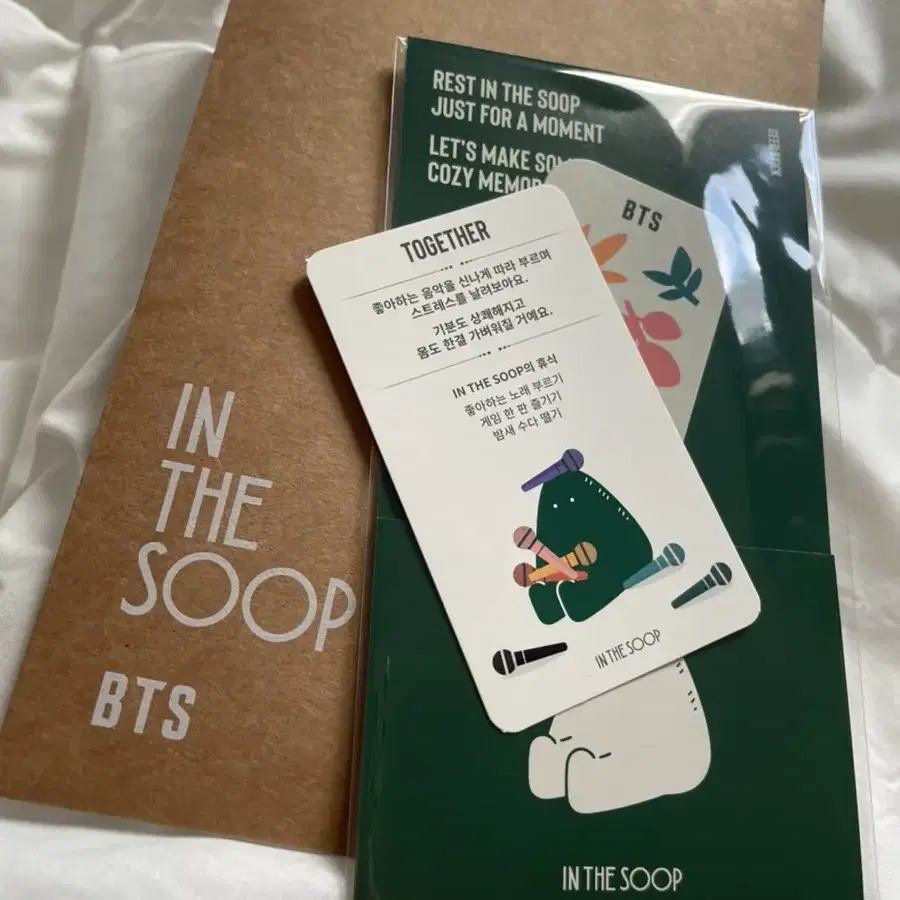 REST IN THE SOOP
JUST FOR A MOMENT
LET'S MAKE
COZY
BTS
TOGETHER
좋아하는 음악을 신나게 따라 부르며
스트레스를 날려보아요.
기분도 상쾌해지고
몸도 한결 가벼워질 거예요.
IN THE SOOP의 휴식
좋아하는 노래 부르기
게임 한 판 즐기기
밤새 수다 떨기
IN THE SOOP
IN
THE
SOOP
BTS
IN THE SOOP